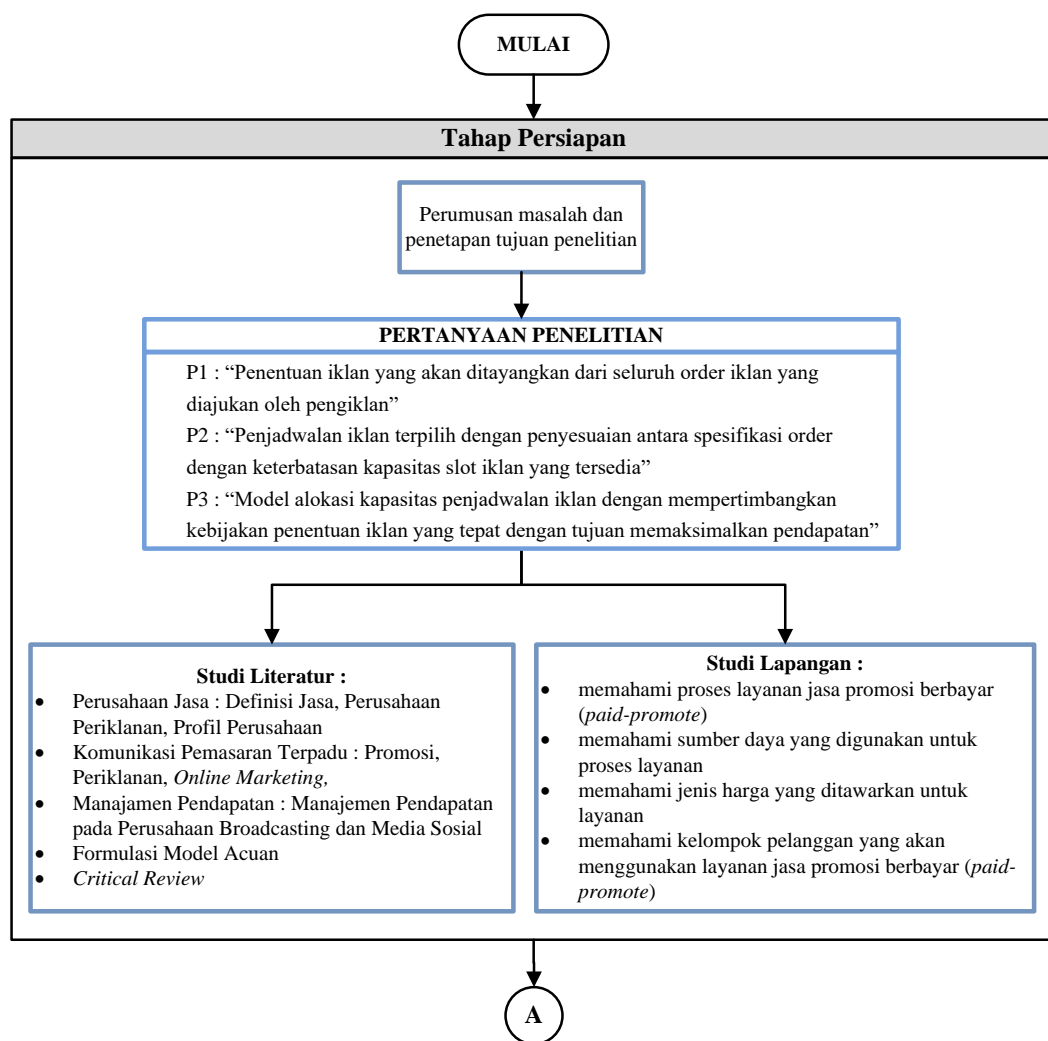 MULAI
Tahap Persiapan
Perumusan masalah dan
penetapan tujuan penelitian
PERTANYAAN PENELITIAN
P1 : “Penentuan iklan yang akan ditayangkan dari seluruh order iklan yang
diajukan oleh pengiklan”
P2 : “Penjadwalan iklan terpilih dengan penyesuaian antara spesifikasi order
dengan keterbatasan kapasitas slot iklan yang tersedia”
P3 : “Model alokasi kapasitas penjadwalan iklan dengan mempertimbangkan
kebijakan penentuan iklan yang tepat dengan tujuan memaksimalkan pendapatan”
Studi Literatur :
• Perusahaan Jasa : Definisi Jasa, Perusahaan
Periklanan, Profil Perusahaan
• Komunikasi Pemasaran Terpadu : Promosi,
Periklanan, Online Marketing,
• Manajamen Pendapatan : Manajemen Pendapatan
pada Perusahaan Broadcasting dan Media Sosial
• Formulasi Model Acuan
• Critical Review
Studi Lapangan :
• memahami proses layanan jasa promosi berbayar
(paid-promote)
• memahami sumber daya yang digunakan untuk
proses layanan
• memahami jenis harga yang ditawarkan untuk
layanan
• memahami kelompok pelanggan yang akan
menggunakan layanan jasa promosi berbayar (paid-
promote)
A